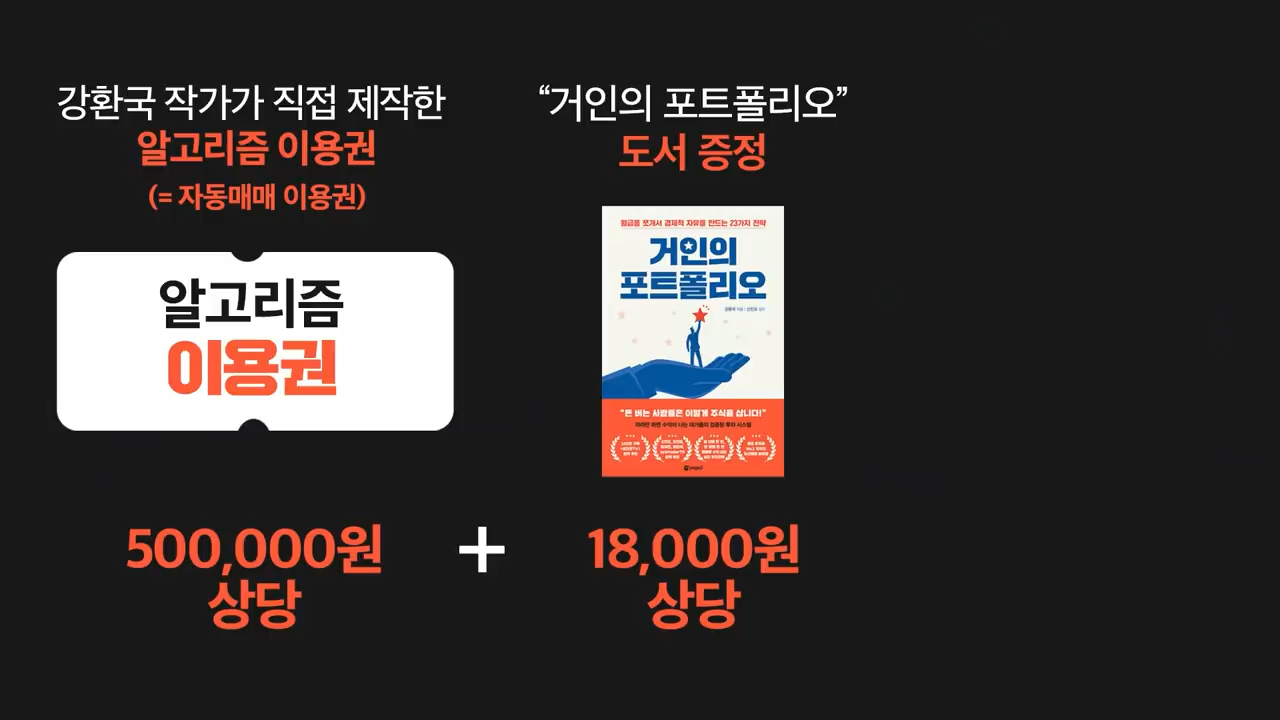 강환국 작가가 직접 제작한
알고리즘 이용권
(= 자동매매 이용권)
알고리즘
이용권
500,000원
상당
+
“거인의 포트폴리오”
도서 증정
월급을 쪼개서 경제적 자유를 만드는 23가지 전략
거인의
포트폴리오
강환국 지음
"돈 버는 사람들은 이렇게 주식을 삽니다!"
18,000원
상당